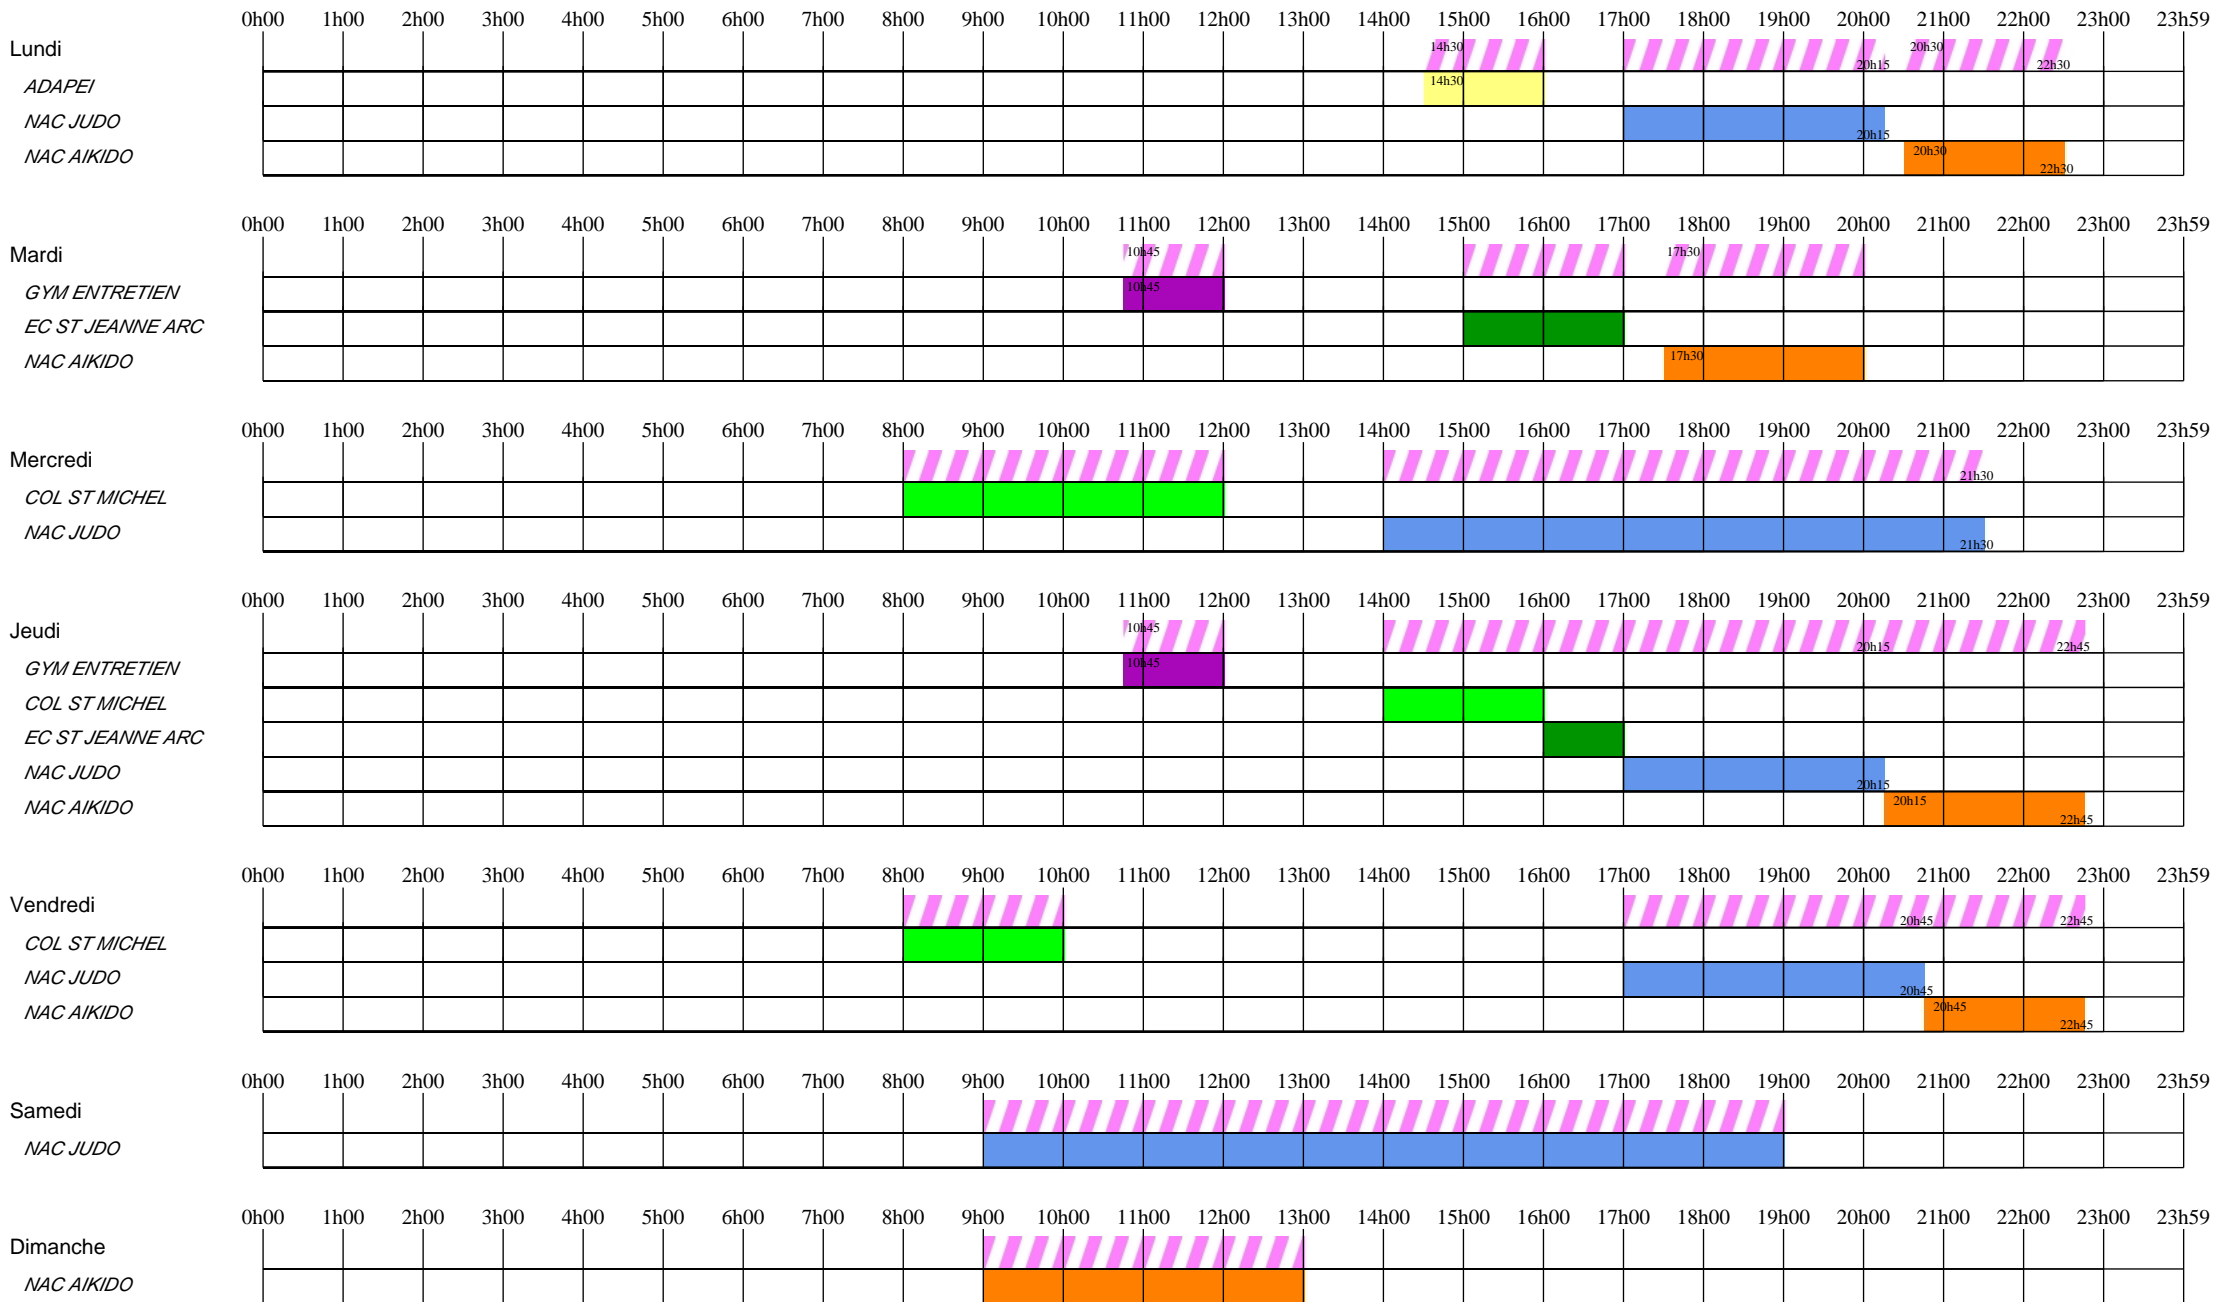 0h00 1h00 2h00 3h00 4h00 5h00 6h00 7h00 8h00 9h00 10h00 11h00 12h00 13h00 14h00 15h00 16h00 17h00 18h00 19h00 20h00 21h00 22h00 23h00 23h59
Lundi 14h30 20h15 20h30 22h30
ADAPEI 14h30
NAC JUDO 20h15
NAC AIKIDO 20h30 22h30
0h00 1h00 2h00 3h00 4h00 5h00 6h00 7h00 8h00 9h00 10h00 11h00 12h00 13h00 14h00 15h00 16h00 17h00 18h00 19h00 20h00 21h00 22h00 23h00 23h59
Mardi 10h45 17h30
GYM ENTRETIEN 10h45
EC ST JEANNE ARC
NAC AIKIDO 17h30
0h00 1h00 2h00 3h00 4h00 5h00 6h00 7h00 8h00 9h00 10h00 11h00 12h00 13h00 14h00 15h00 16h00 17h00 18h00 19h00 20h00 21h00 22h00 23h00 23h59
Mercredi 21h30
COL ST MICHEL
NAC JUDO 21h30
0h00 1h00 2h00 3h00 4h00 5h00 6h00 7h00 8h00 9h00 10h00 11h00 12h00 13h00 14h00 15h00 16h00 17h00 18h00 19h00 20h00 21h00 22h00 23h00 23h59
Jeudi 10h45 20h15 22h45
GYM ENTRETIEN 10h45
COL ST MICHEL
EC ST JEANNE ARC
NAC JUDO 20h15
NAC AIKIDO 20h15 22h45
0h00 1h00 2h00 3h00 4h00 5h00 6h00 7h00 8h00 9h00 10h00 11h00 12h00 13h00 14h00 15h00 16h00 17h00 18h00 19h00 20h00 21h00 22h00 23h00 23h59
Vendredi 20h45 22h45
COL ST MICHEL
NAC JUDO 20h45
NAC AIKIDO 20h45 22h45
0h00 1h00 2h00 3h00 4h00 5h00 6h00 7h00 8h00 9h00 10h00 11h00 12h00 13h00 14h00 15h00 16h00 17h00 18h00 19h00 20h00 21h00 22h00 23h00 23h59
Samedi
NAC JUDO
0h00 1h00 2h00 3h00 4h00 5h00 6h00 7h00 8h00 9h00 10h00 11h00 12h00 13h00 14h00 15h00 16h00 17h00 18h00 19h00 20h00 21h00 22h00 23h00 23h59
Dimanche
NAC AIKIDO